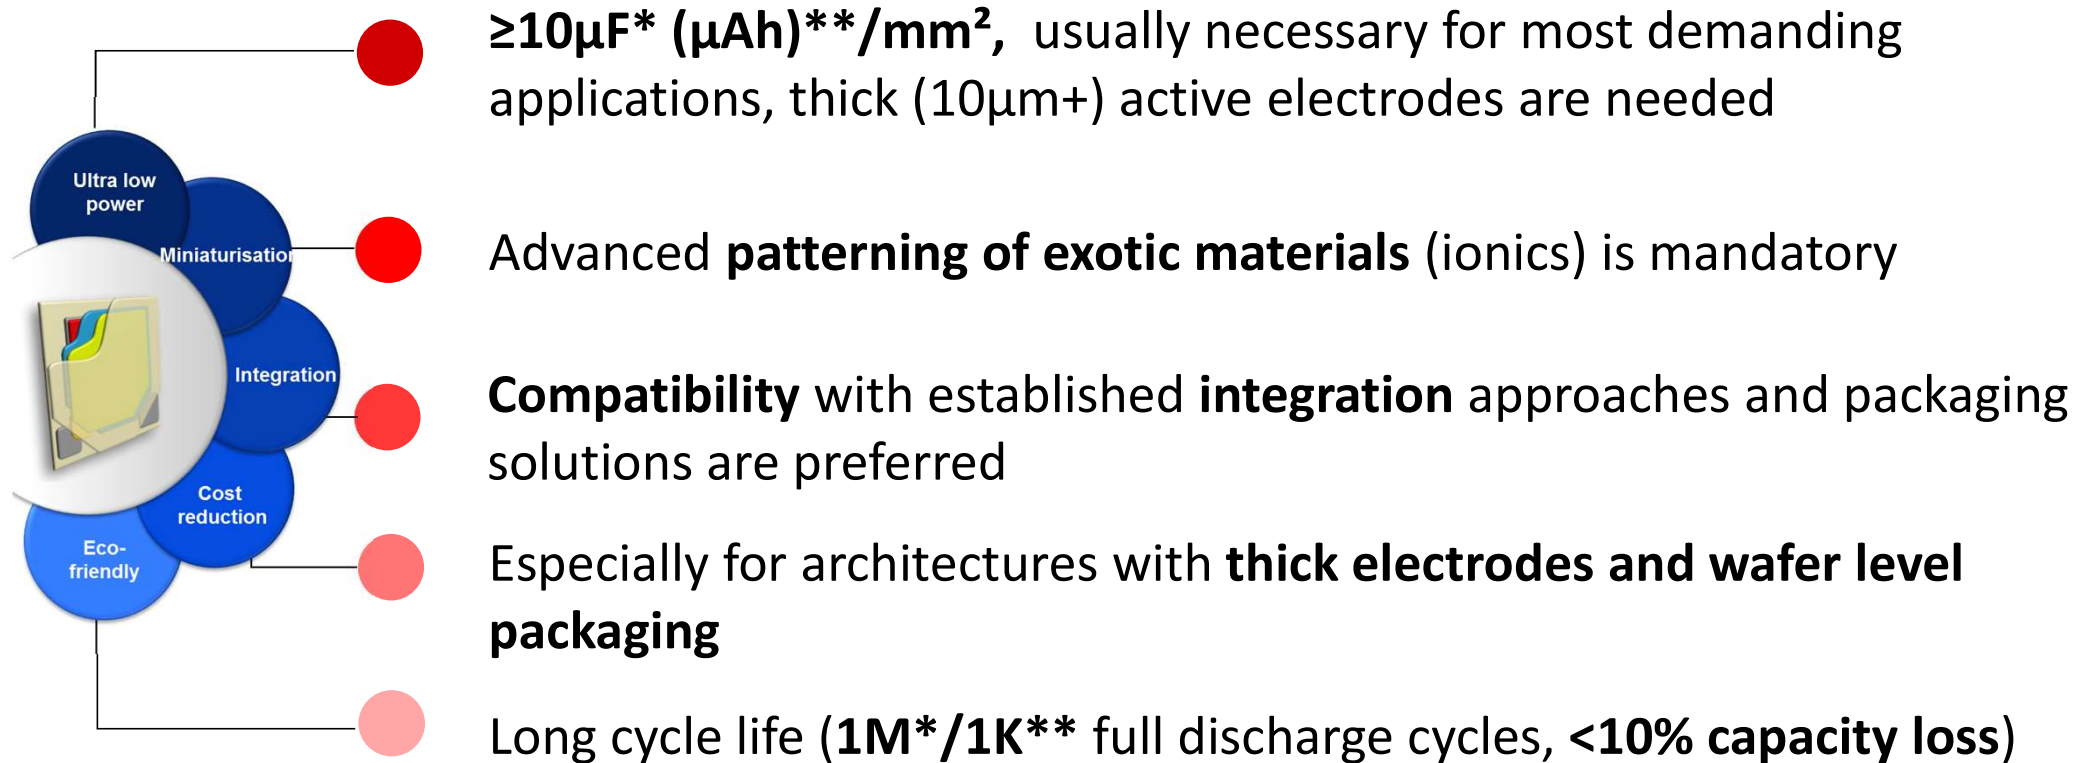 ≥10µF* (µAh)**/mm², usually necessary for most demanding
applications, thick (10µm+) active electrodes are needed
Ultra low
power
Miniaturisation
Advanced patterning of exotic materials (ionics) is mandatory
Integration
Compatibility with established integration approaches and packaging
solutions are preferred
Cost
reduction
Especially for architectures with thick electrodes and wafer level
packaging
Eco-
friendly
Long cycle life (1M*/1K** full discharge cycles, <10% capacity loss)